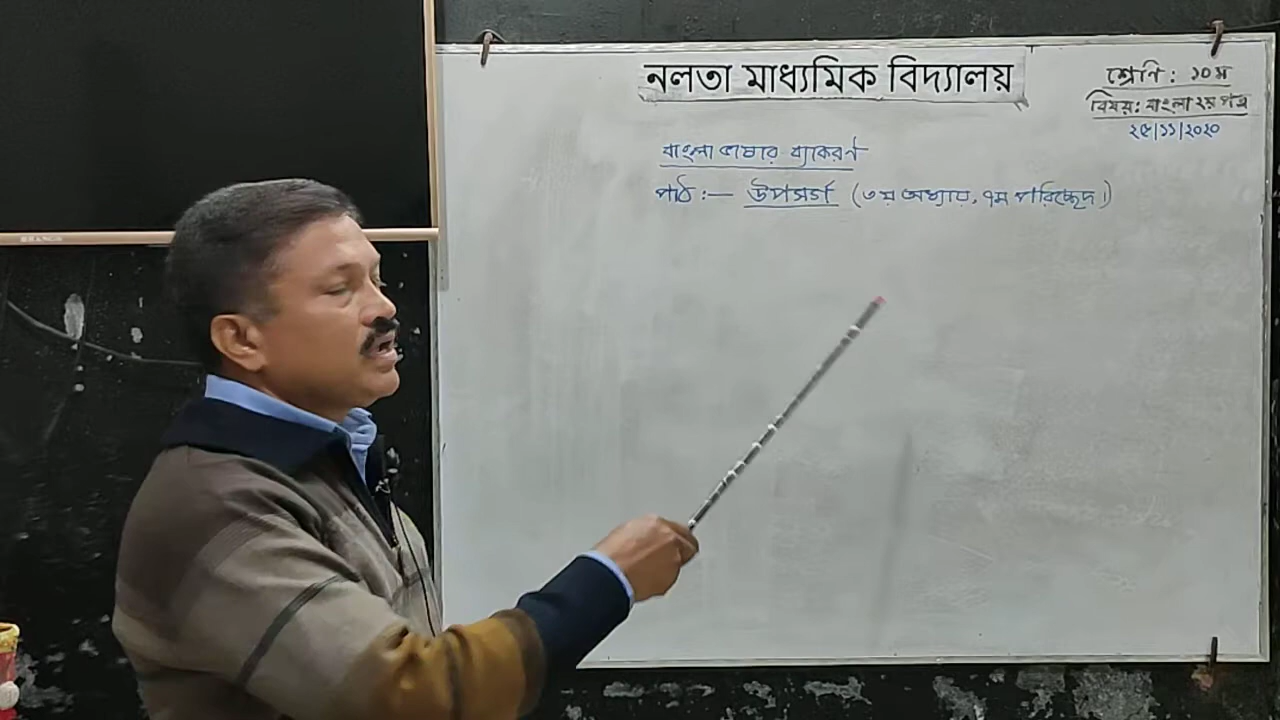 নলতা মাধ্যমিক বিদ্যালয়
শ্রেণি : ১০ম
বিষয়: বাংলা ২য় পত্র
২৫/১১/২০২০
বাংলা ভাষার ব্যাকরণ
পাঠ :— উপসর্গ (৩য় অধ্যায়, ৭ম পরিচ্ছেদ।)